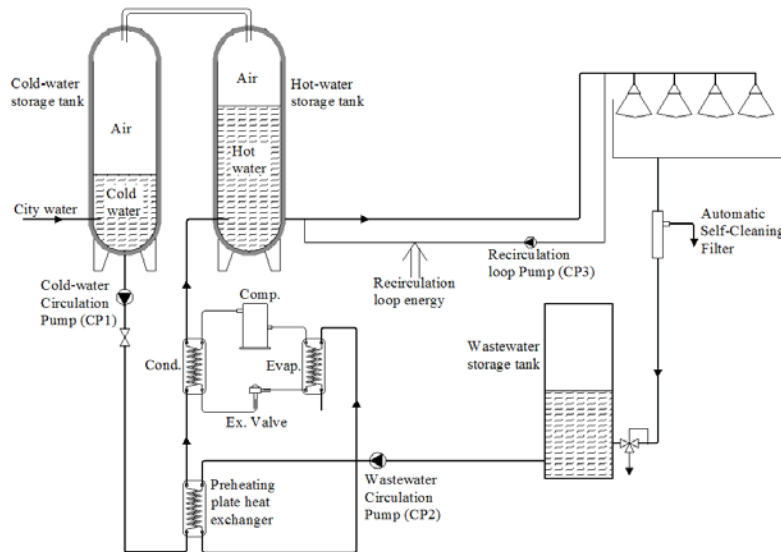 Cold-water
storage tank
Air
Cold
water
City water
Air
Hot
water
Hot-water
storage tank
Automatic
Self-Cleaning
Filter
Recirculation
loop Pump (CP3)
Recirculation
loop energy
Cold-water
Circulation
Pump (CP1)
Comp.
Cond.
Evap.
Ex. Valve
Wastewater
storage tank
Preheating
plate heat
exchanger
Wastewater
Circulation
Pump (CP2)